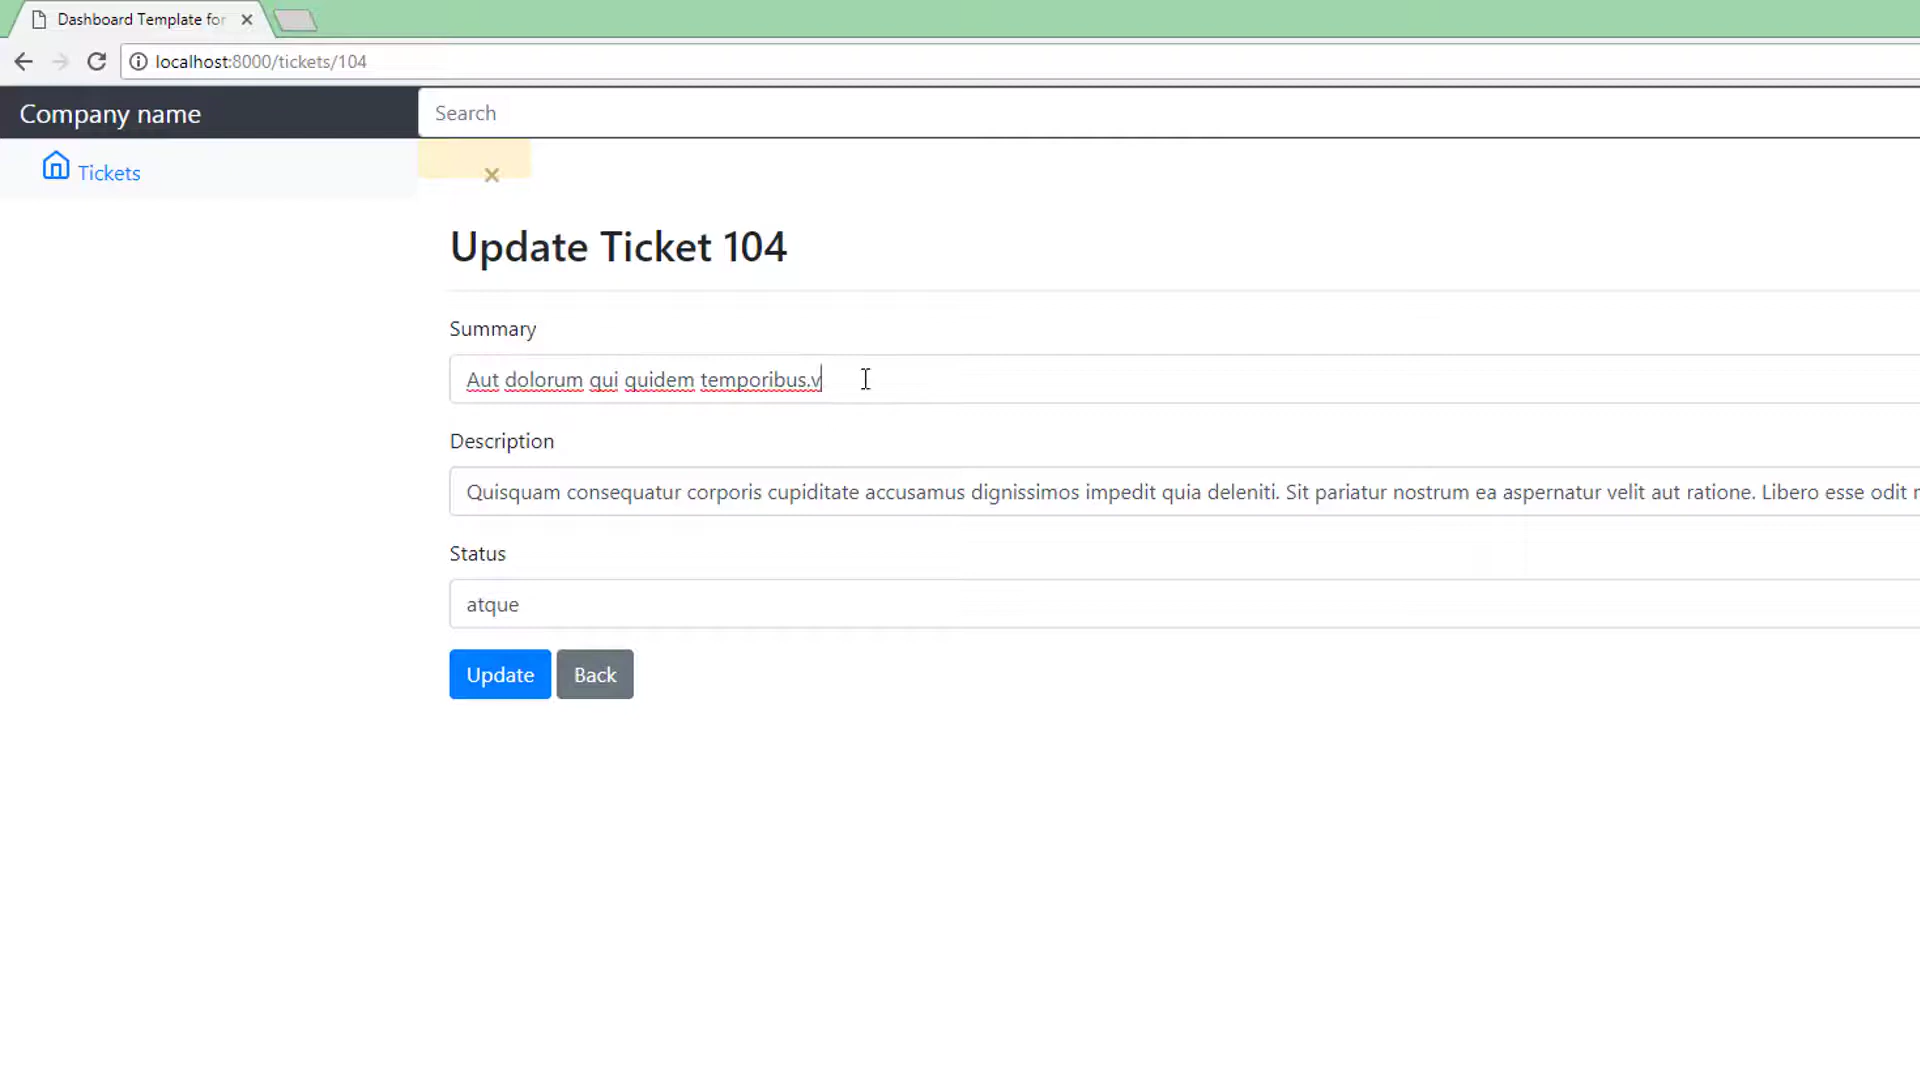 Dashboard Template for
localhost:8000/tickets/104
Company name
Search
Tickets
×
Update Ticket 104
Summary
Aut dolorum qui quidem temporibus.v
Description
Quisquam consequatur corporis cupiditate accusamus dignissimos impedit quia deleniti. Sit pariatur nostrum ea aspernatur velit aut ratione. Libero esse odit
Status
atque
Update Back